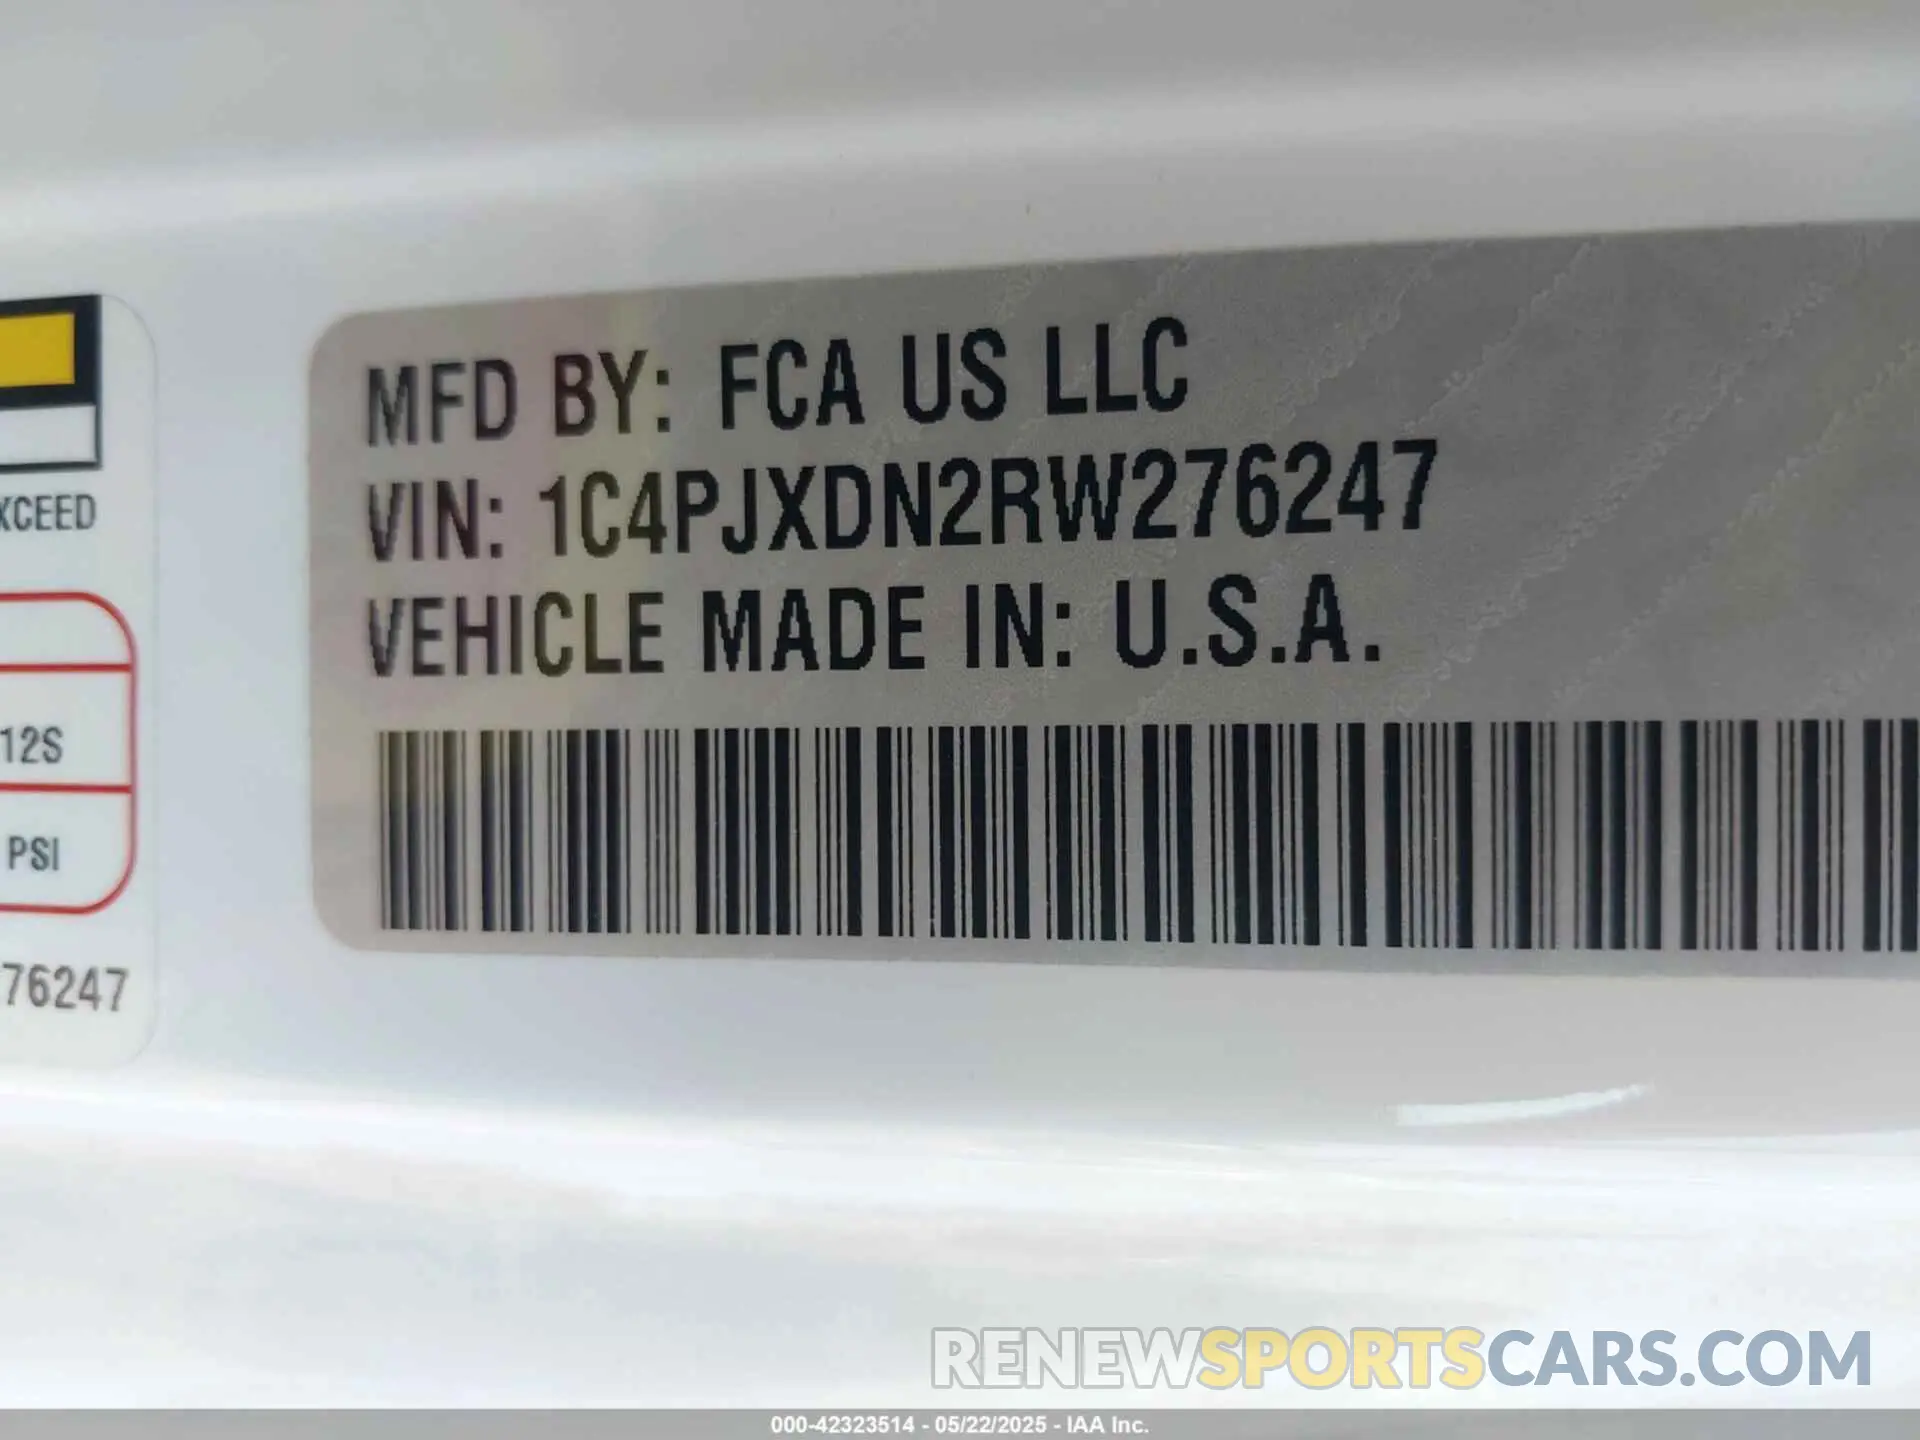 MFD BY: FCA US LLC
VIN: 1C4PJXDN2RW276247
VEHICLE MADE IN: U.S.A.
XCEED
12S
PSI
76247
RENEWSPORTSCARS.COM
000-42323514 - 05/22/2025 - IAA Inc.